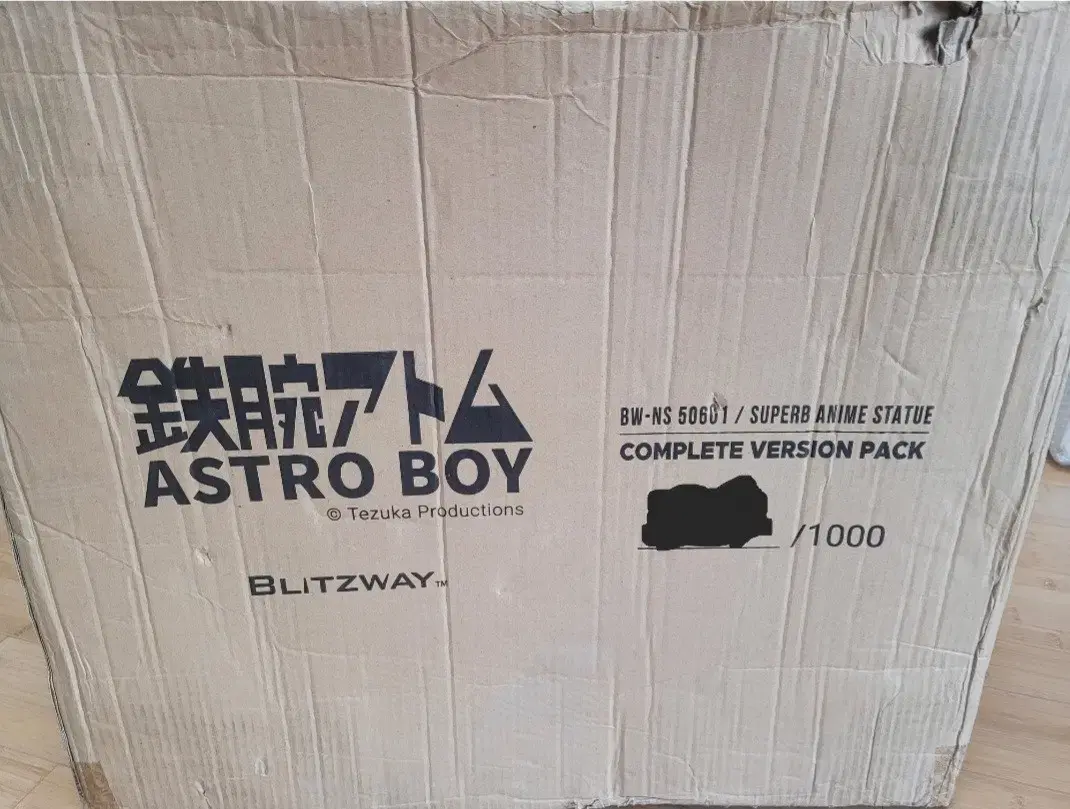 鉄腕アトム
ASTRO BOY
© Tezuka Productions
BLITZWAY™
BW-NS 50601 / SUPERB ANIME STATUE
COMPLETE VERSION PACK
/1000